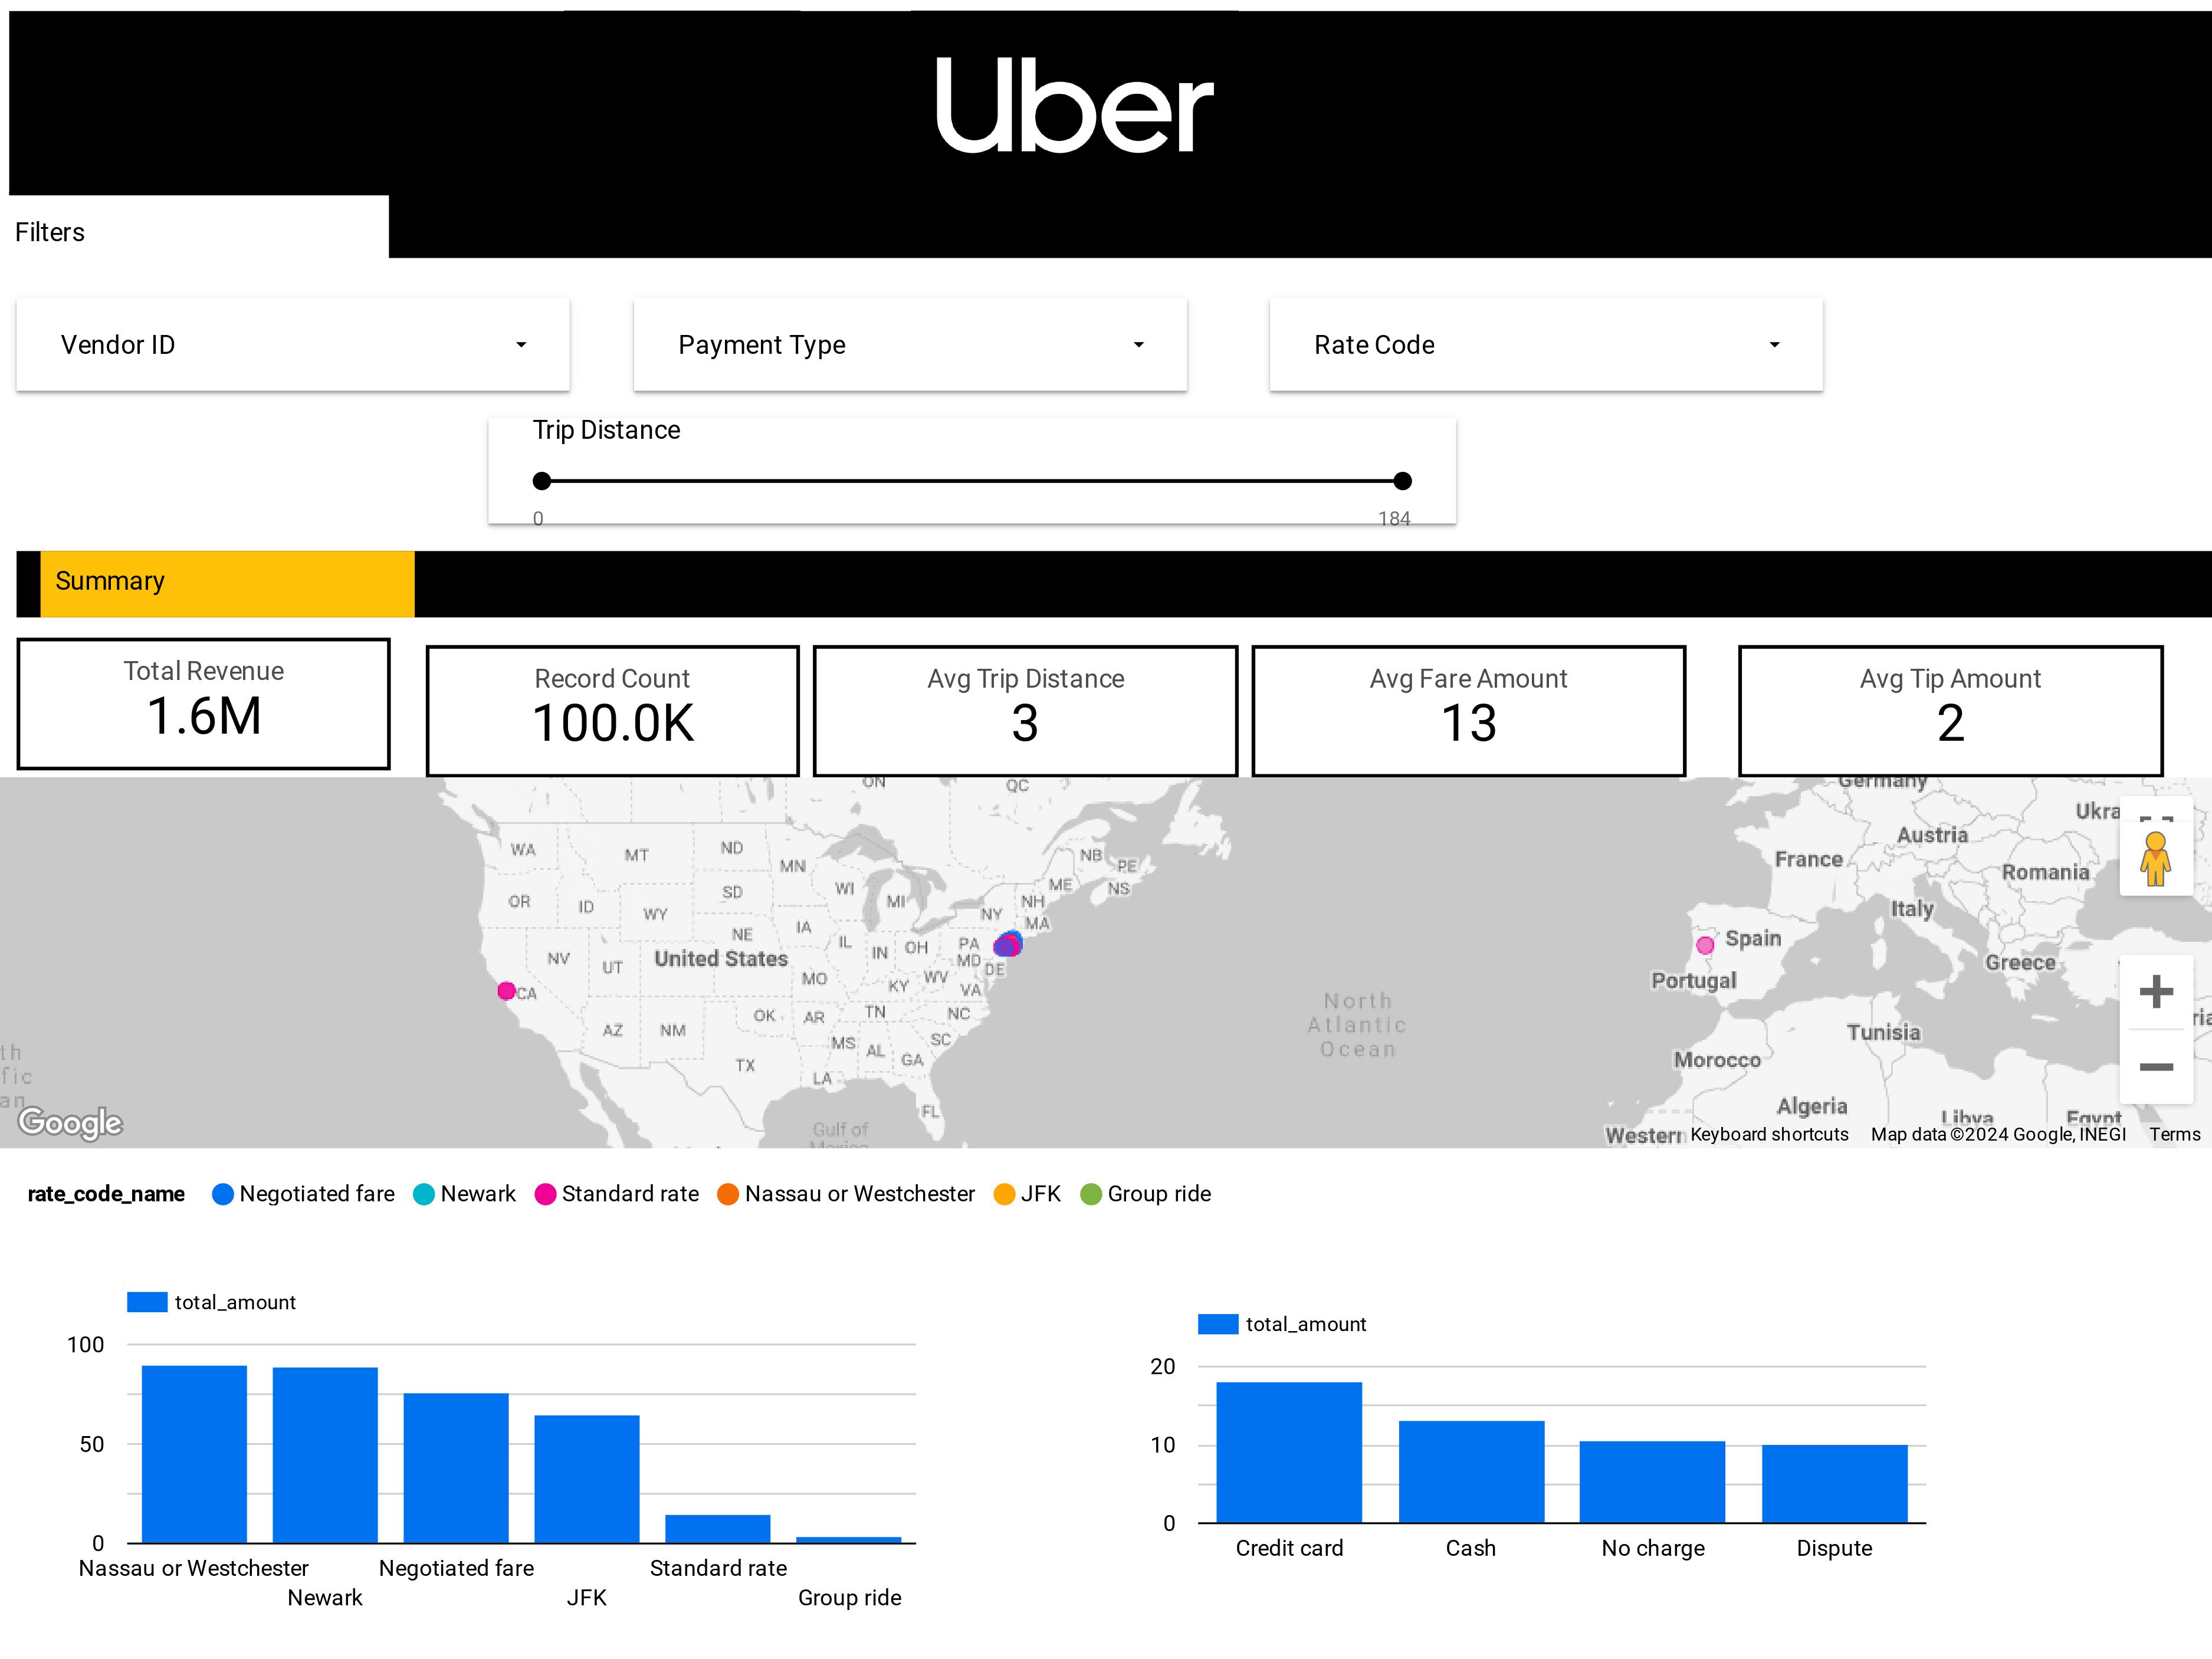 Uber
Filters
Vendor ID
Payment Type
Rate Code
Trip Distance
0
184
Summary
Total Revenue
1.6M
Record Count
100.0K
Avg Trip Distance
3
Avg Fare Amount
13
Avg Tip Amount
2
ON
QC
Germany
Ukra
Austria
WA
MT
ND
MN
NB
PE
France
Romania
OR
ID
SD
WY
WI
MI
ME
NS
NH
NY
MA
Italy
IA
NE
IL
IN
OH
PA
Spain
NV
UT
United States
MD
DE
Greece
CA
MO
KY
WV
VA
Portugal
North
Atlantic
Ocean
AZ
NM
OK
AR
TN
NC
SC
MS
AL
GA
Tunisia
TX
LA
Morocco
FL
Algeria
Libya
Egypt
Gulf of
Mexico
Western
Google
Keyboard shortcuts
Map data ©2024 Google, INEGI
Terms
rate_code_name Negotiated fare Newark Standard rate Nassau or Westchester JFK Group ride
total_amount
100
50
0
Nassau or Westchester
Newark
Negotiated fare
JFK
Standard rate
Group ride
total_amount
20
10
0
Credit card
Cash
No charge
Dispute